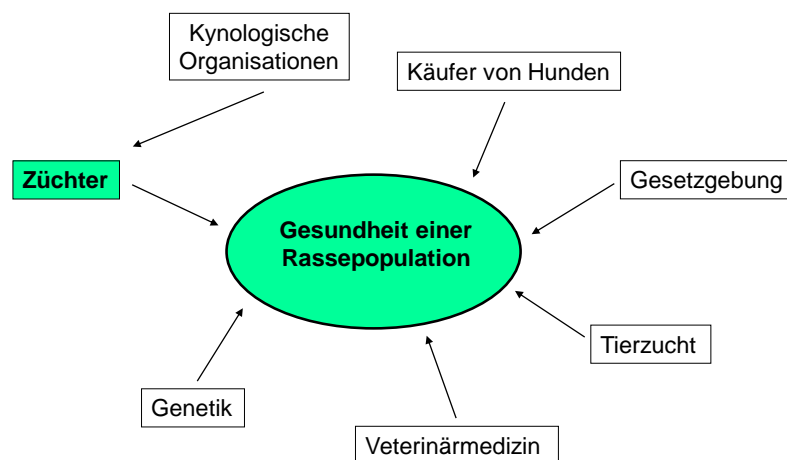 Kynologische
Organisationen
Käufer von Hunden
Züchter
Gesetzgebung
Gesundheit einer
Rassepopulation
Tierzucht
Genetik
Veterinärmedizin